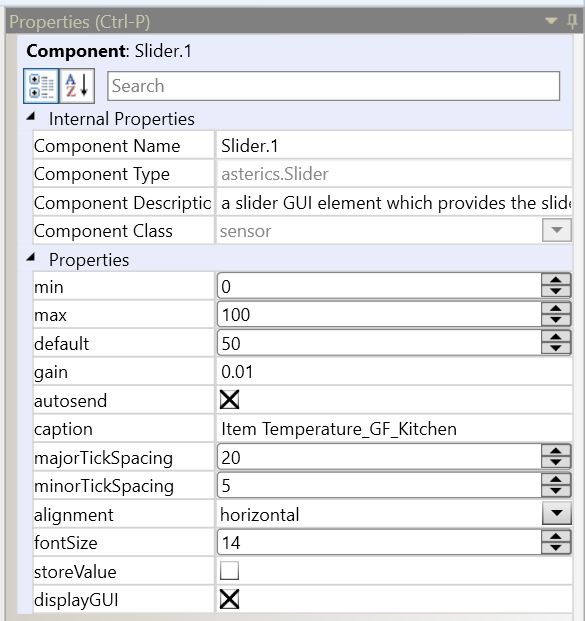 Properties (Ctrl-P)
Component: Slider.1
A Z
Search
Internal Properties
Component Name Slider.1
Component Type asterics.Slider
Component Descriptio a slider GUI element which provides the slide
Component Class sensor
Properties
min 0
max 100
default 50
gain 0.01
autosend
caption Item Temperature_GF_Kitchen
majorTickSpacing 20
minorTickSpacing 5
alignment horizontal
fontSize 14
storeValue
displayGUI